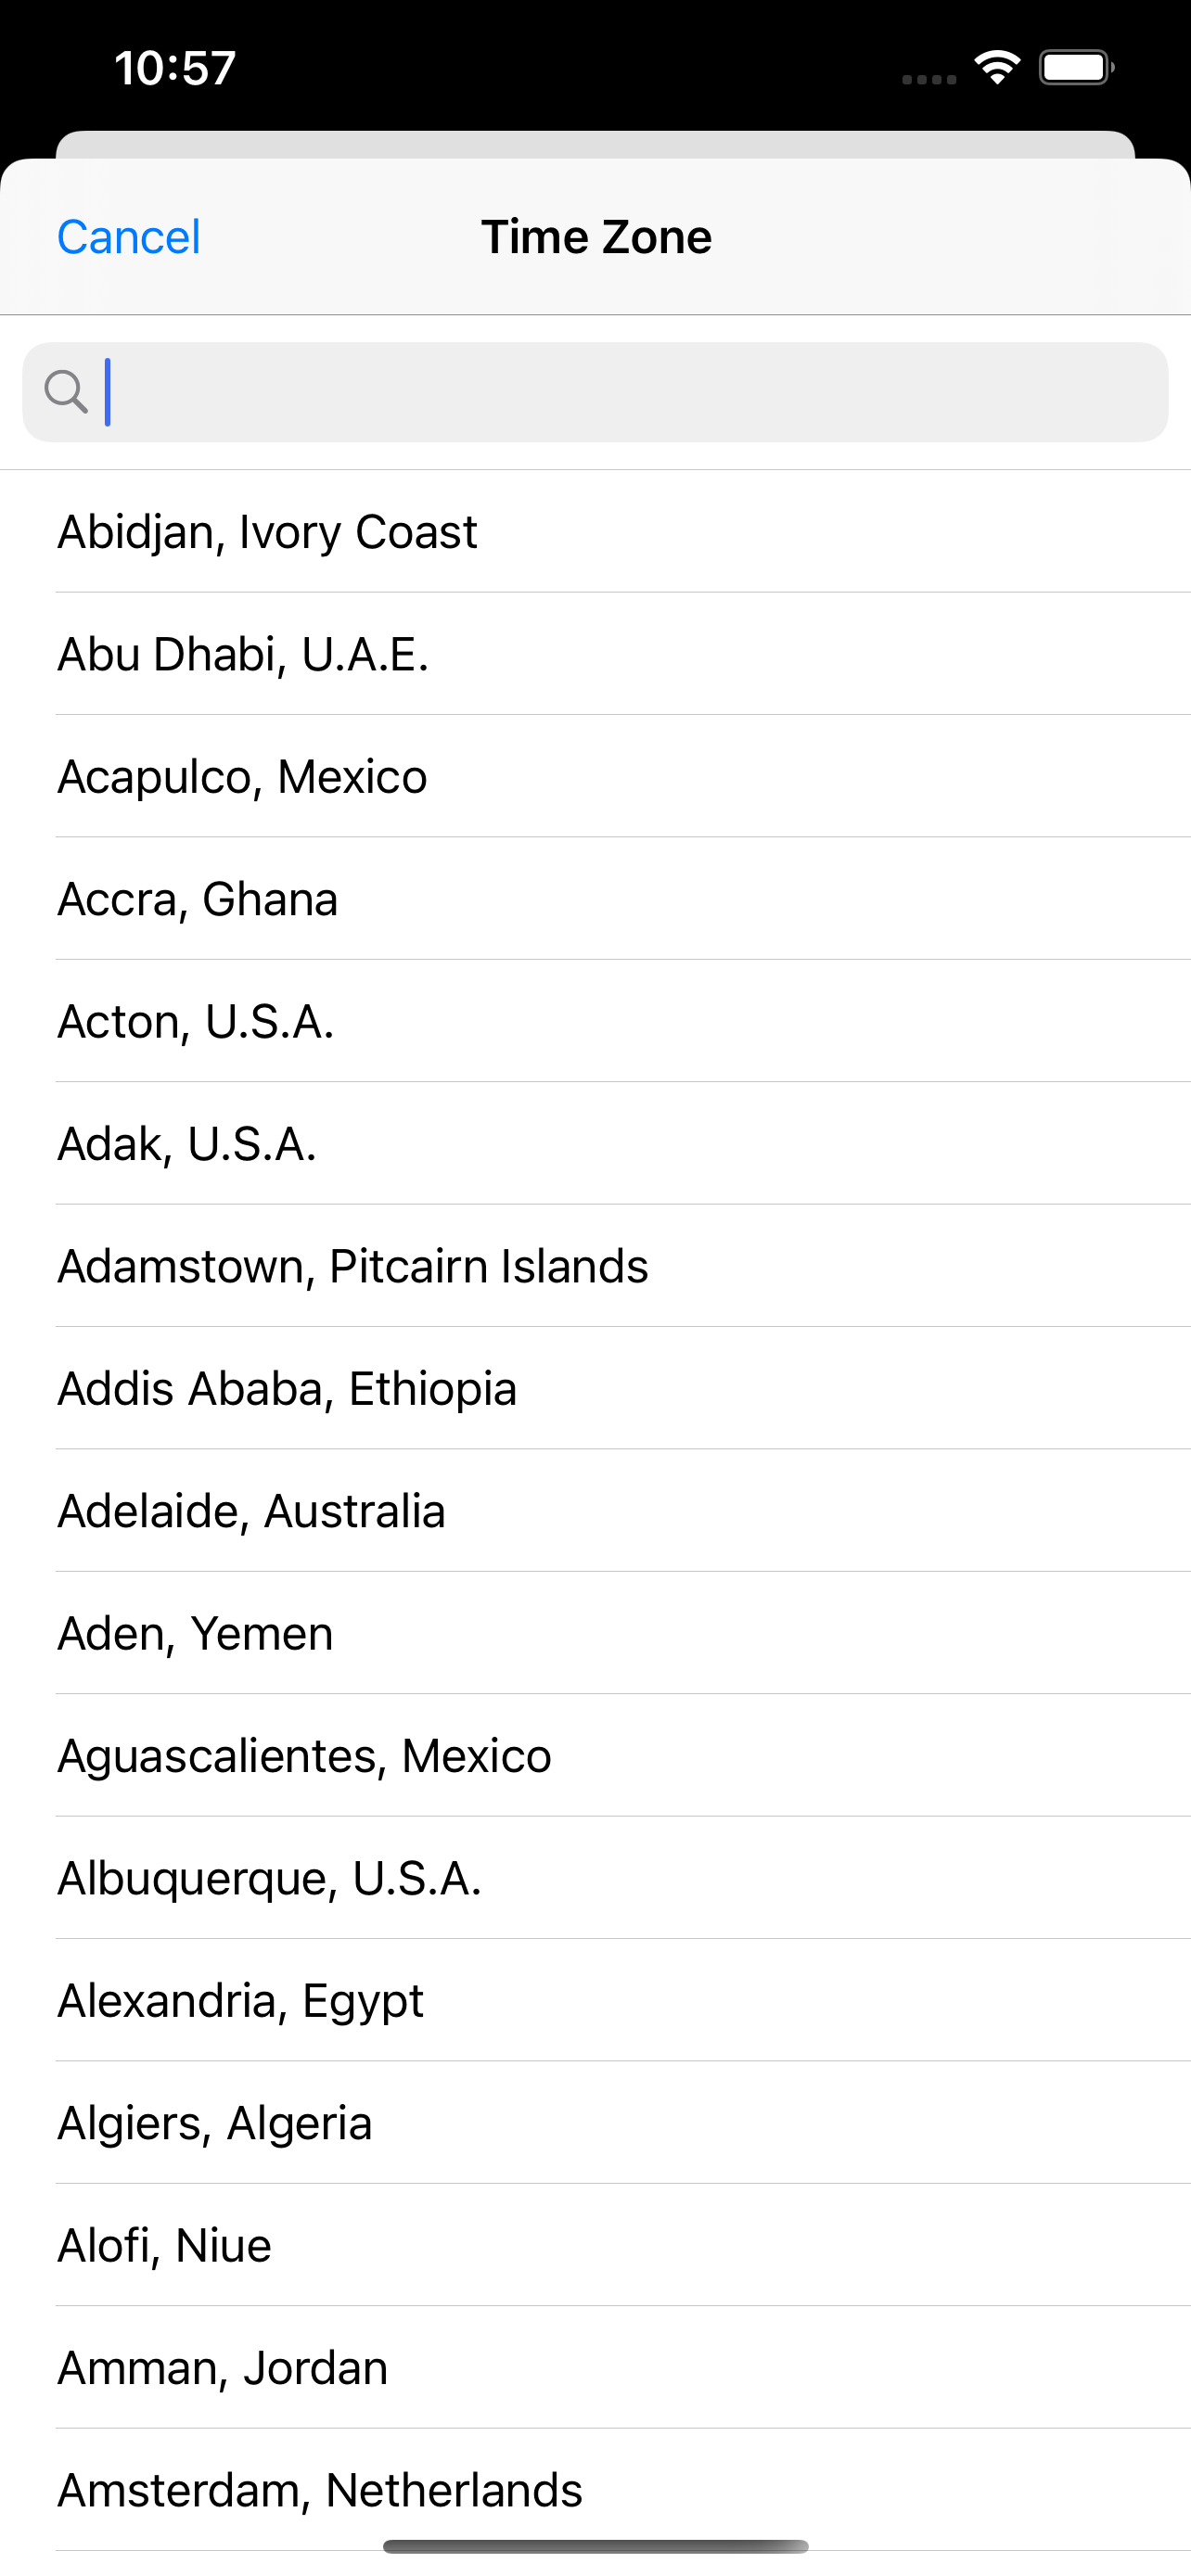 10:57
Cancel
Time Zone
Abidjan, Ivory Coast
Abu Dhabi, U.A.E.
Acapulco, Mexico
Accra, Ghana
Acton, U.S.A.
Adak, U.S.A.
Adamstown, Pitcairn Islands
Addis Ababa, Ethiopia
Adelaide, Australia
Aden, Yemen
Aguascalientes, Mexico
Albuquerque, U.S.A.
Alexandria, Egypt
Algiers, Algeria
Alofi, Niue
Amman, Jordan
Amsterdam, Netherlands